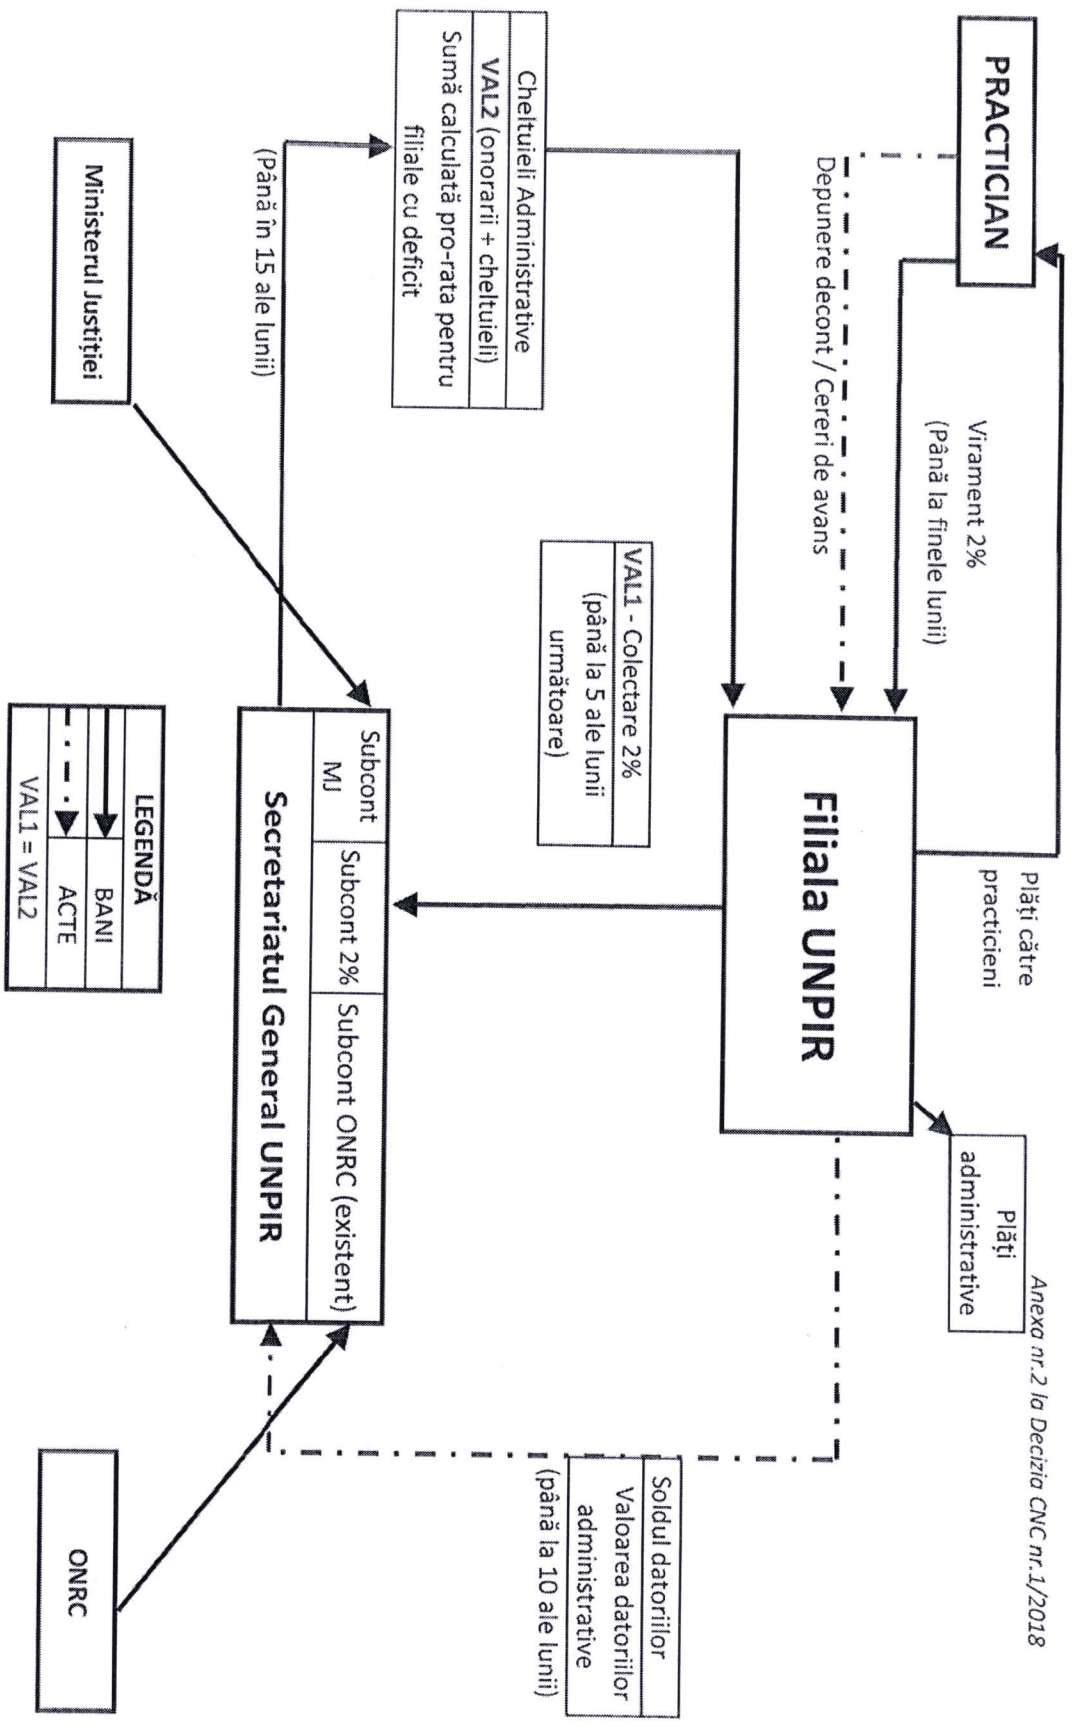 Anexa nr.2 la Decizia CNC nr.1/2018
PRACTICIAN
Virament 2%
(Până la finele lunii)
Depunere decont / Cereri de avans
Plăți către
practicieni
Plăți
administrative
Filiala UNPIR
Cheltuieli Administrative
VAL2 (onorarii + cheltuieli)
Sumă calculată pro-rata pentru
filiale cu deficit
(Până în 15 ale lunii)
VAL1 - Colectare 2%
(până la 5 ale lunii
următoare)
Soldul datoriilor
Valoarea datoriilor
administrative
(până la 10 ale lunii)
Subcont
MJ
Subcont 2%
Subcont ONRC (existent)
Secretariatul General UNPIR
Ministerul Justiției
LEGENDĂ
BANI
ACTE
VAL1 = VAL2
ONRC